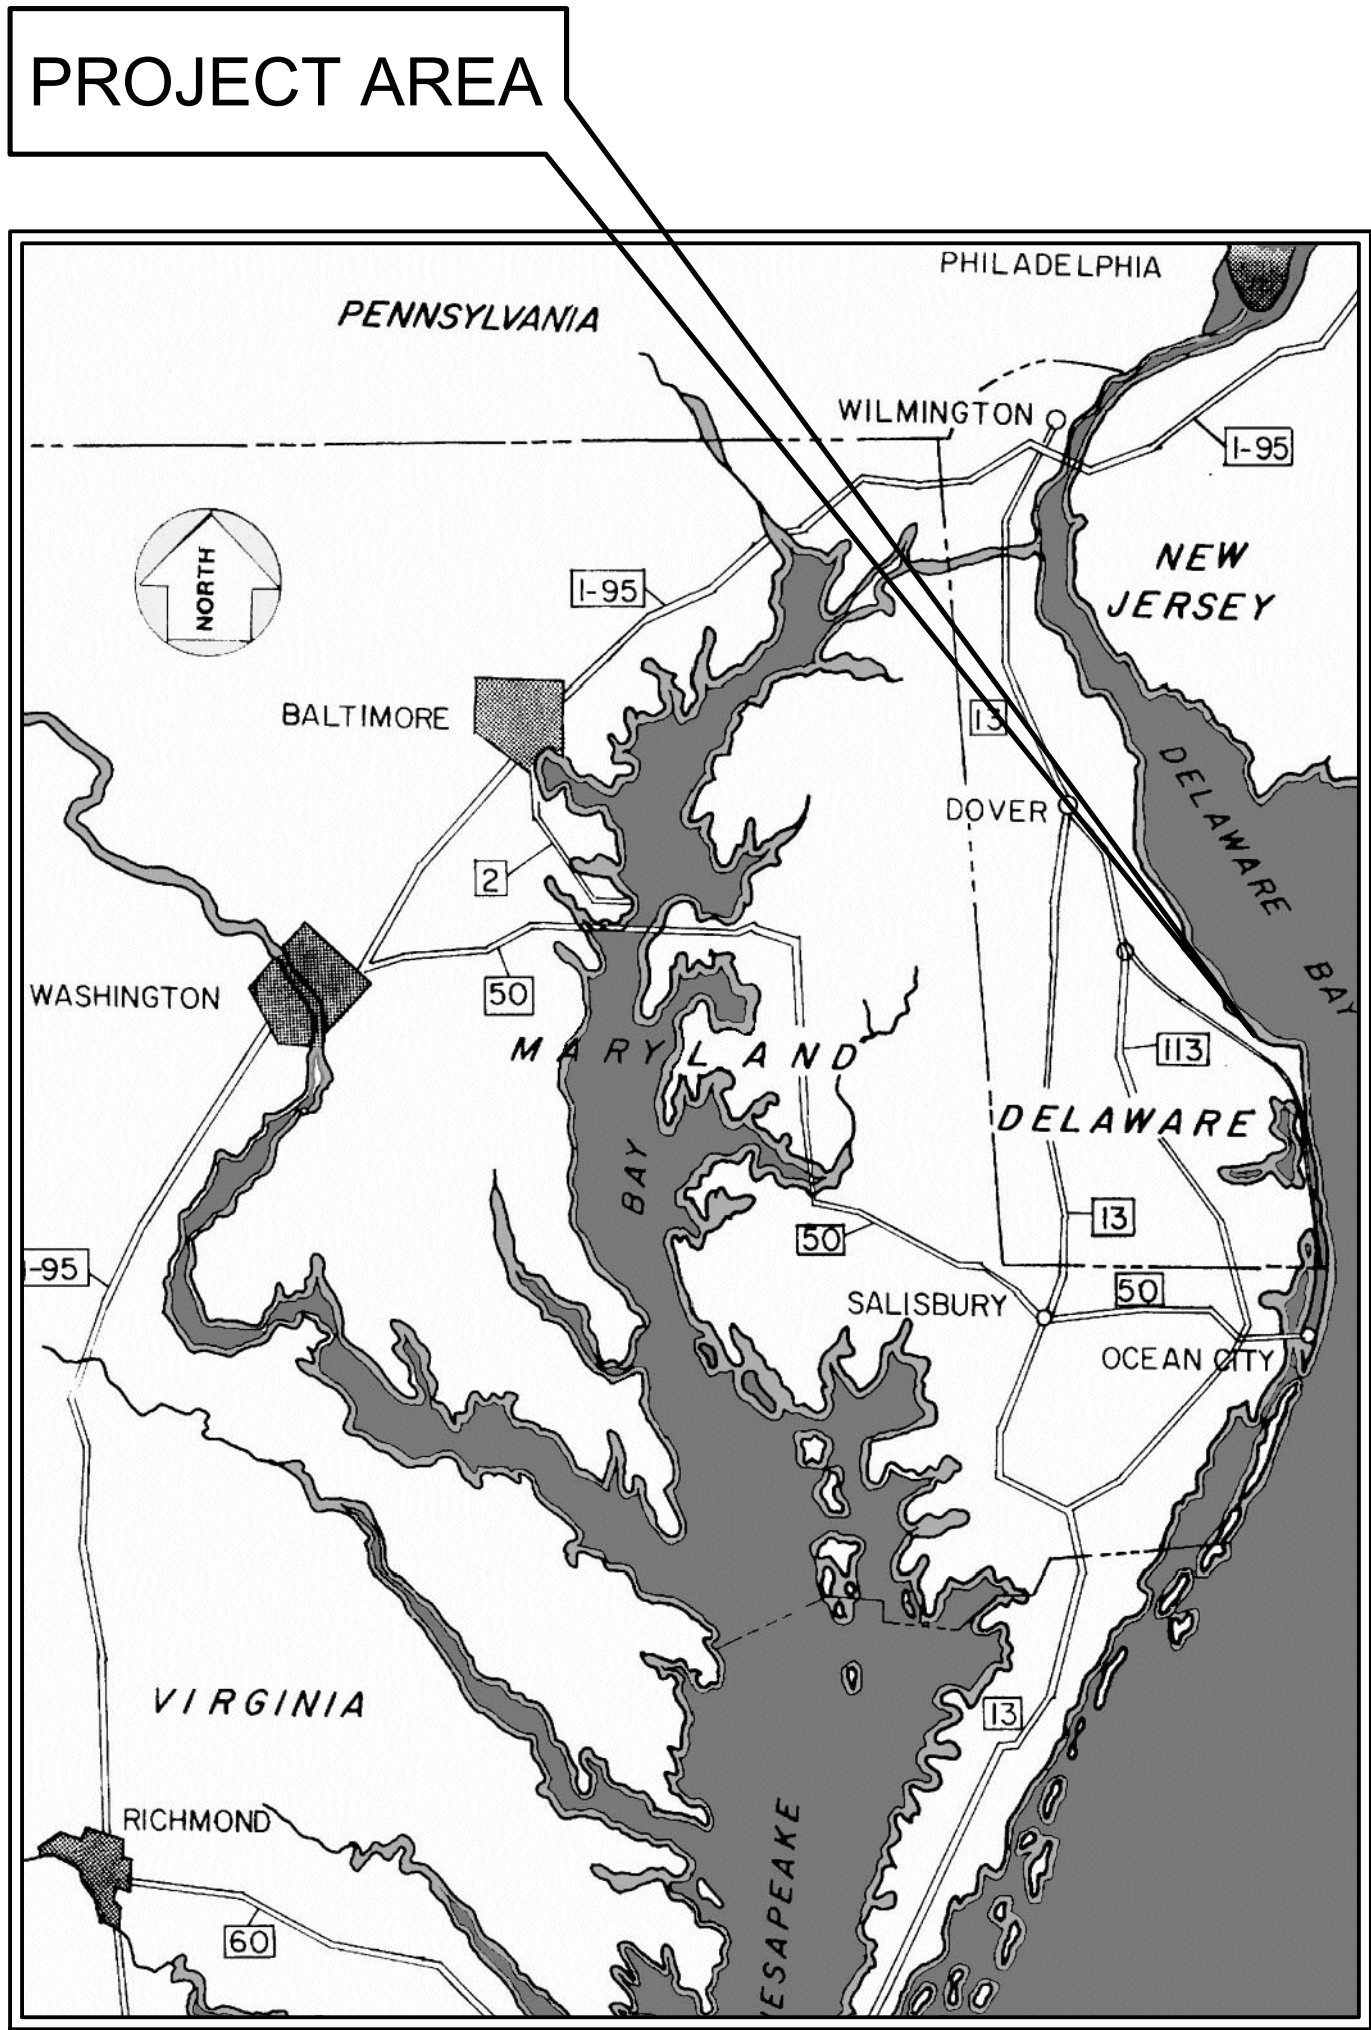 PROJECT AREA
PHILADELPHIA
PENNSYLVANIA
WILMINGTON
I-95
NEW
JERSEY
NORTH
I-95
BALTIMORE
13
DELAWARE
BAY
DOVER
2
WASHINGTON
50
MARYLAND
113
DELAWARE
BAY
13
50
-95
50
SALISBURY
OCEAN CITY
VIRGINIA
13
RICHMOND
ESAPEAKE
60